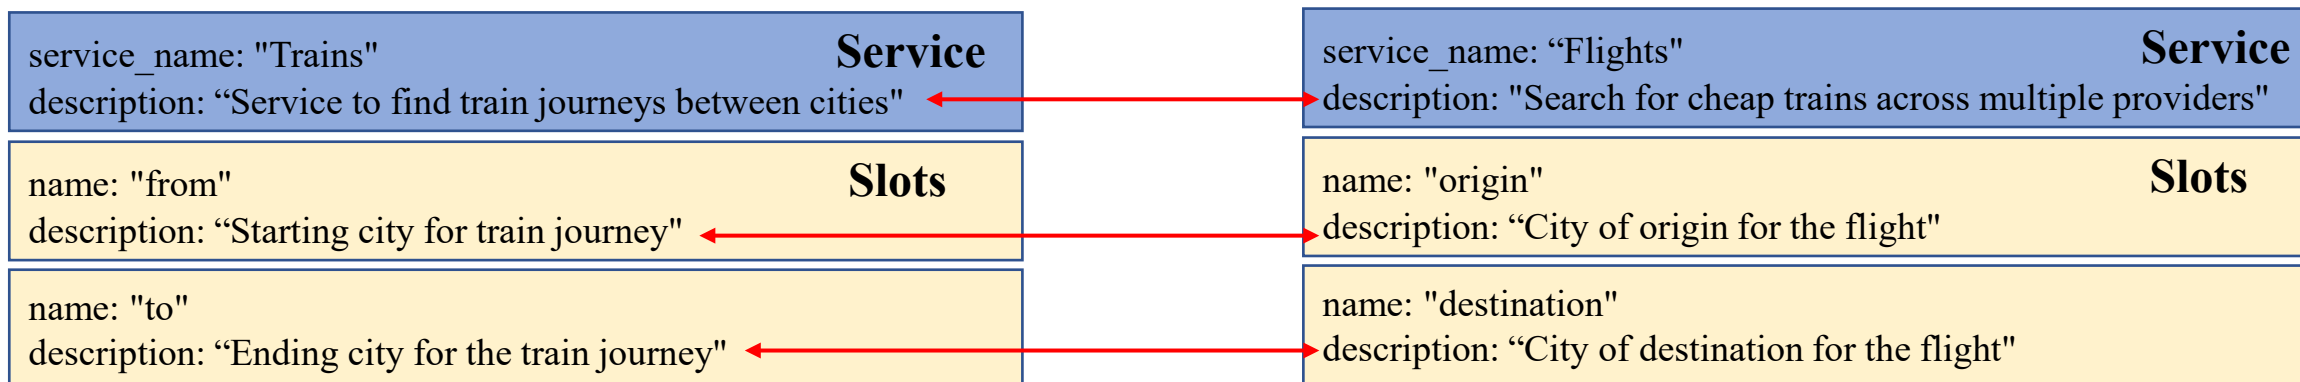 service_name: "Trains"
Service
description: “Service to find train journeys between cities"
name: "from"
Slots
description: “Starting city for train journey"
name: "to"
description: “Ending city for the train journey"
service_name: “Flights"
Service
description: "Search for cheap trains across multiple providers"
name: "origin"
Slots
description: “City of origin for the flight"
name: "destination"
description: “City of destination for the flight"